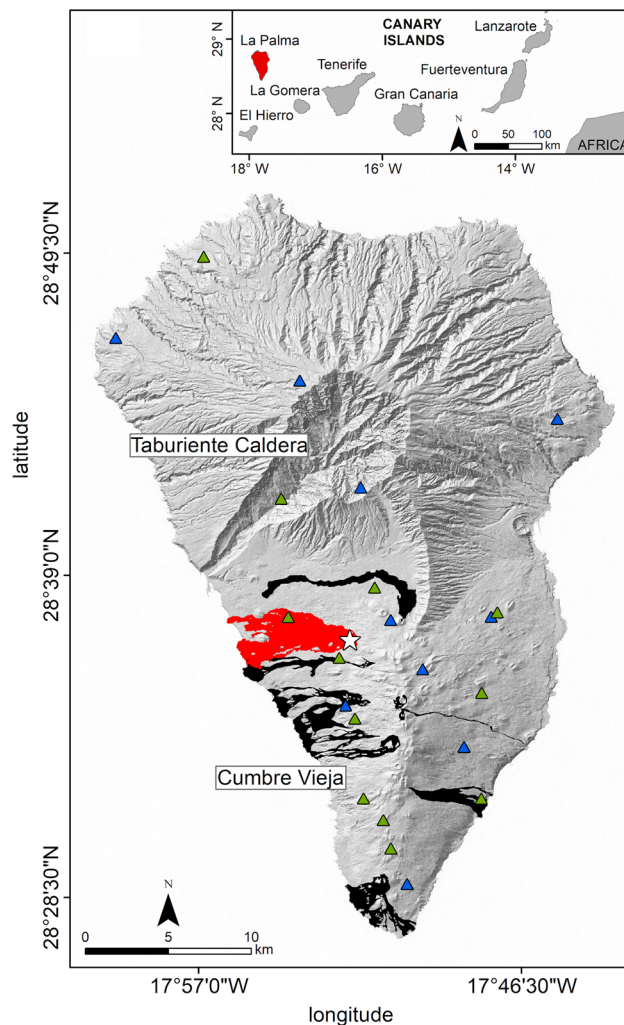 CANARY
ISLANDS
Lanzarote
La Palma
29° N
Tenerife
Fuerteventura
La Gomera
Gran Canaria
28° N
El Hierro
N
0 50 100
km
AFRICA
18° W
16° W
14° W
28°49'30"N
Taburiente Caldera
latitude
28°39'0"N
Cumbre Vieja
28°28'30"N
N
0 5 10
km
17°57'0"W
17°46'30"W
longitude